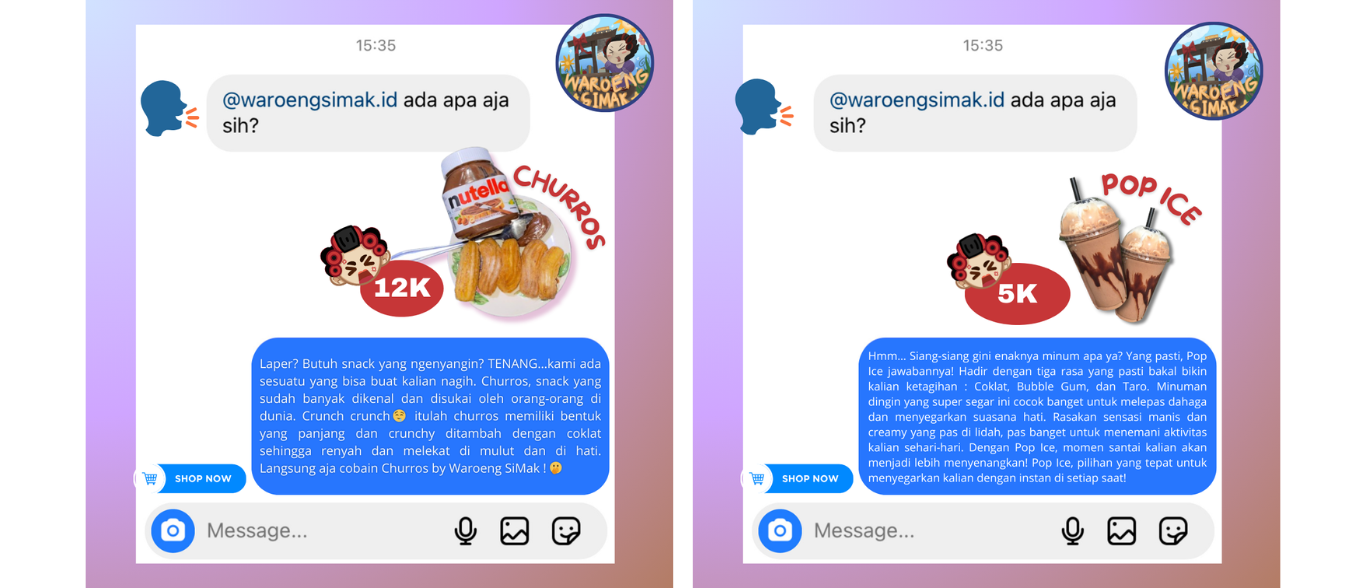 15:35
WAROENG
SIMAK
@waroengsimak.id ada apa aja
sih?
nutella
CHURROS
12K
Laper? Butuh snack yang ngenyangin? TENANG...kami ada
sesuatu yang bisa buat kalian nagih. Churros, snack yang
sudah banyak dikenal dan disukai oleh orang-orang di
dunia. Crunch crunch☺️ itulah churros memiliki bentuk
yang panjang dan crunchy ditambah dengan coklat
sehingga renyah dan melekat di mulut dan di hati.
Langsung aja cobain Churros by Waroeng SiMak ! 🤫
SHOP NOW
Message...
15:35
WAROENG
SIMAK
@waroengsimak.id ada apa aja
sih?
POP ICE
5K
Hmm... Siang-siang gini enaknya minum apa ya? Yang pasti, Pop
Ice jawabannya! Hadir dengan tiga rasa yang pasti bakal bikin
kalian ketagihan : Coklat, Bubble Gum, dan Taro. Minuman
dingin yang super segar ini cocok banget untuk melepas dahaga
dan menyegarkan suasana hati. Rasakan sensasi manis dan
creamy yang pas di lidah, pas banget untuk menemani aktivitas
kalian sehari-hari. Dengan Pop Ice, momen santai kalian akan
menjadi lebih menyenangkan! Pop Ice, pilihan yang tepat untuk
menyegarkan kalian dengan instan di setiap saat!
SHOP NOW
Message...